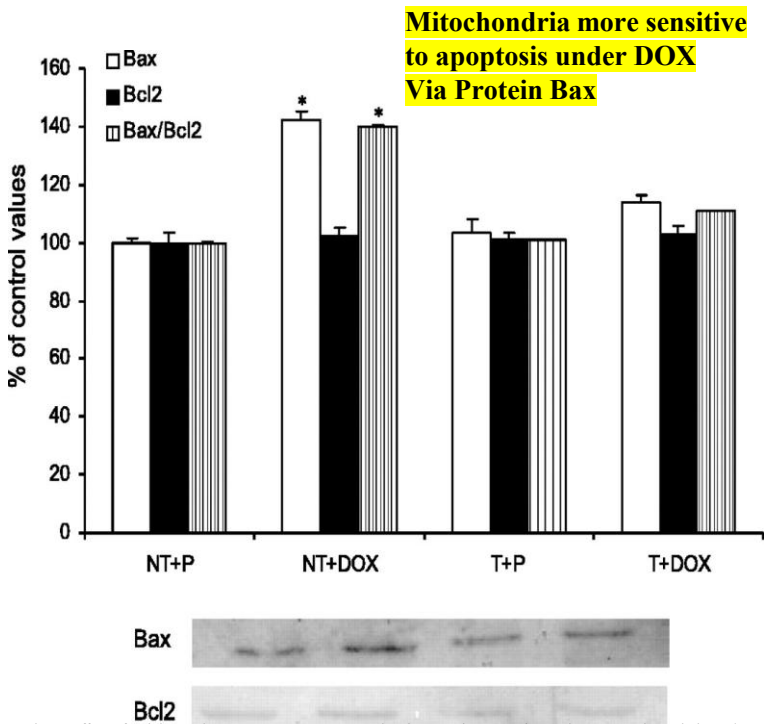 Mitochondria more sensitive
to apoptosis under DOX
Via Protein Bax
Bax
Bcl2
Bax/Bcl2
% of control values
160
140
120
100
80
60
40
20
0
* *
NT+P NT+DOX T+P T+DOX
Bax
Bcl2